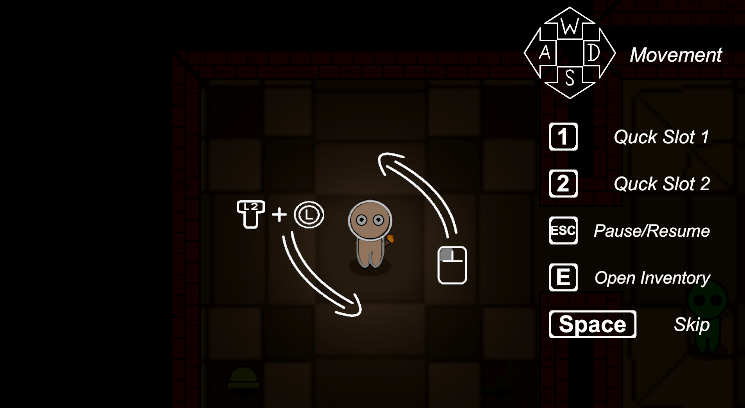 W
A D Movement
S
1 Quck Slot 1
2 Quck Slot 2
L2 + L
ESC Pause/Resume
E Open Inventory
Space Skip